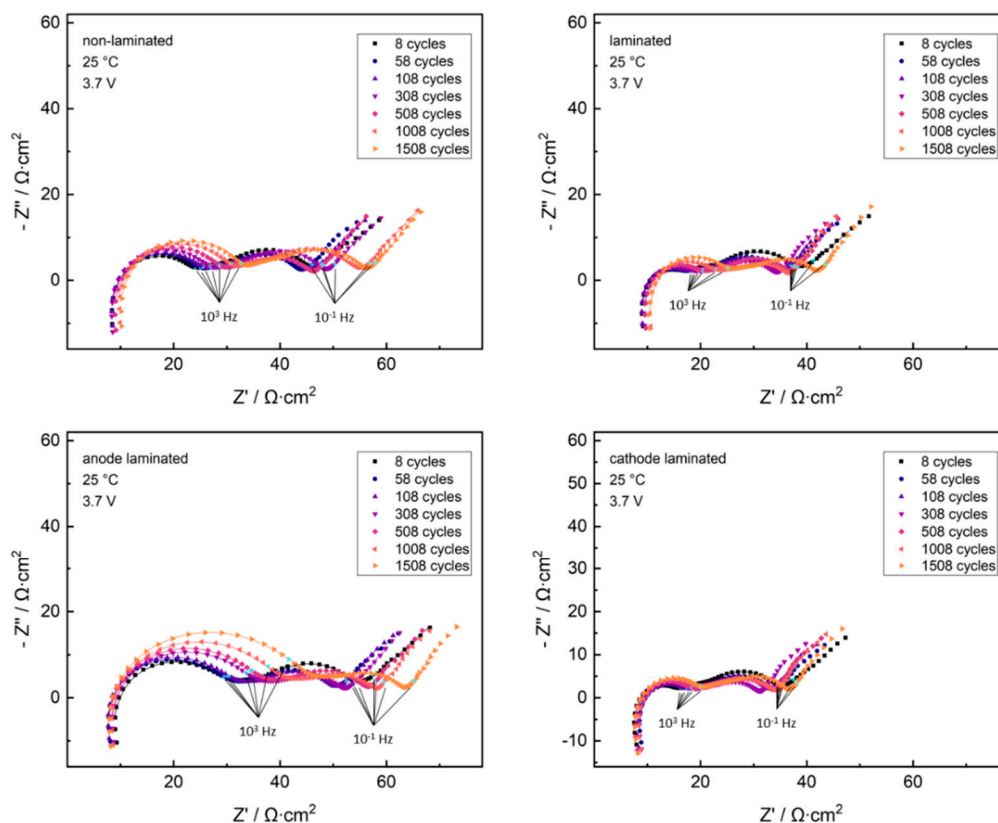 non-laminated
25 °C
3.7 V
8 cycles
58 cycles
108 cycles
308 cycles
508 cycles
1008 cycles
1508 cycles
60
40
20
0
- Z'' / Ω·cm²
10³ Hz
10⁻¹ Hz
20
40
60
Z' / Ω·cm²
laminated
25 °C
3.7 V
8 cycles
58 cycles
108 cycles
308 cycles
508 cycles
1008 cycles
1508 cycles
60
40
20
0
- Z'' / Ω·cm²
10³ Hz
10⁻¹ Hz
20
40
60
Z' / Ω·cm²
anode laminated
25 °C
3.7 V
8 cycles
58 cycles
108 cycles
308 cycles
508 cycles
1008 cycles
1508 cycles
60
40
20
0
- Z'' / Ω·cm²
10³ Hz
10⁻¹ Hz
20
40
60
Z' / Ω·cm²
cathode laminated
25 °C
3.7 V
8 cycles
58 cycles
108 cycles
308 cycles
508 cycles
1008 cycles
1508 cycles
60
50
40
30
20
10
0
-10
- Z'' / Ω·cm²
10³ Hz
10⁻¹ Hz
20
40
60
Z' / Ω·cm²